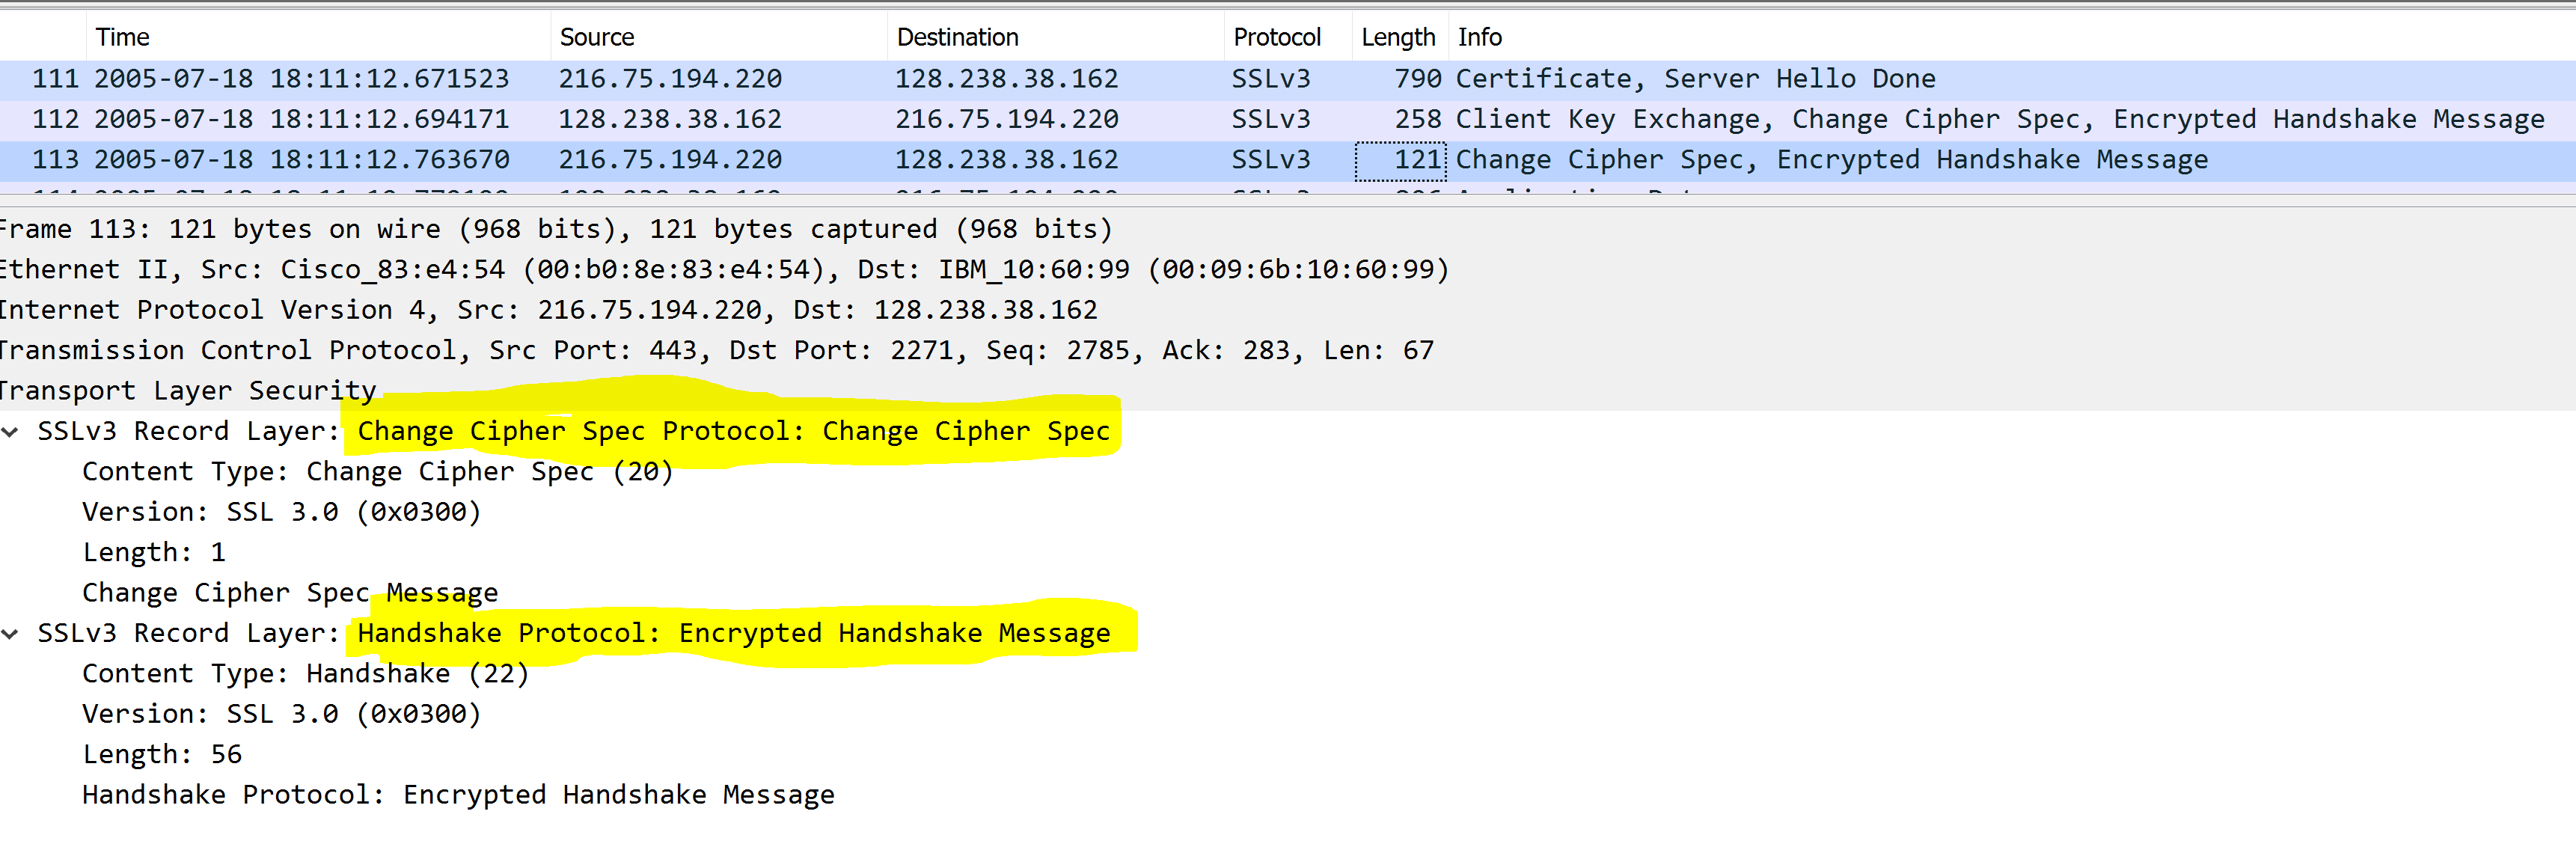 Time Source Destination Protocol Length Info
111 2005-07-18 18:11:12.671523 216.75.194.220 128.238.38.162 SSLv3 790 Certificate, Server Hello Done
112 2005-07-18 18:11:12.694171 128.238.38.162 216.75.194.220 SSLv3 258 Client Key Exchange, Change Cipher Spec, Encrypted Handshake Message
113 2005-07-18 18:11:12.763670 216.75.194.220 128.238.38.162 SSLv3 121 Change Cipher Spec, Encrypted Handshake Message
Frame 113: 121 bytes on wire (968 bits), 121 bytes captured (968 bits)
Ethernet II, Src: Cisco_83:e4:54 (00:b0:8e:83:e4:54), Dst: IBM_10:60:99 (00:09:6b:10:60:99)
Internet Protocol Version 4, Src: 216.75.194.220, Dst: 128.238.38.162
Transmission Control Protocol, Src Port: 443, Dst Port: 2271, Seq: 2785, Ack: 283, Len: 67
Transport Layer Security
SSLv3 Record Layer: Change Cipher Spec Protocol: Change Cipher Spec
Content Type: Change Cipher Spec (20)
Version: SSL 3.0 (0x0300)
Length: 1
Change Cipher Spec Message
SSLv3 Record Layer: Handshake Protocol: Encrypted Handshake Message
Content Type: Handshake (22)
Version: SSL 3.0 (0x0300)
Length: 56
Handshake Protocol: Encrypted Handshake Message